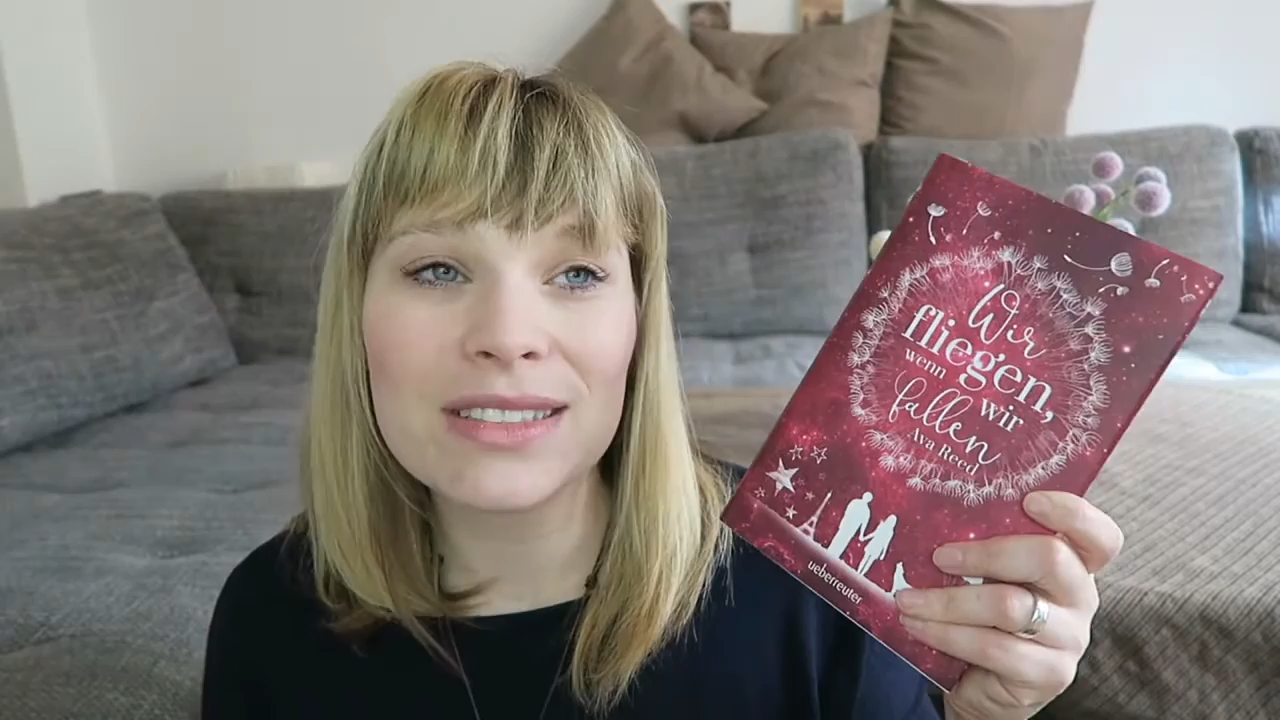 Wir
fliegen,
wenn wir
fallen
Ava Reed
ueberreuter